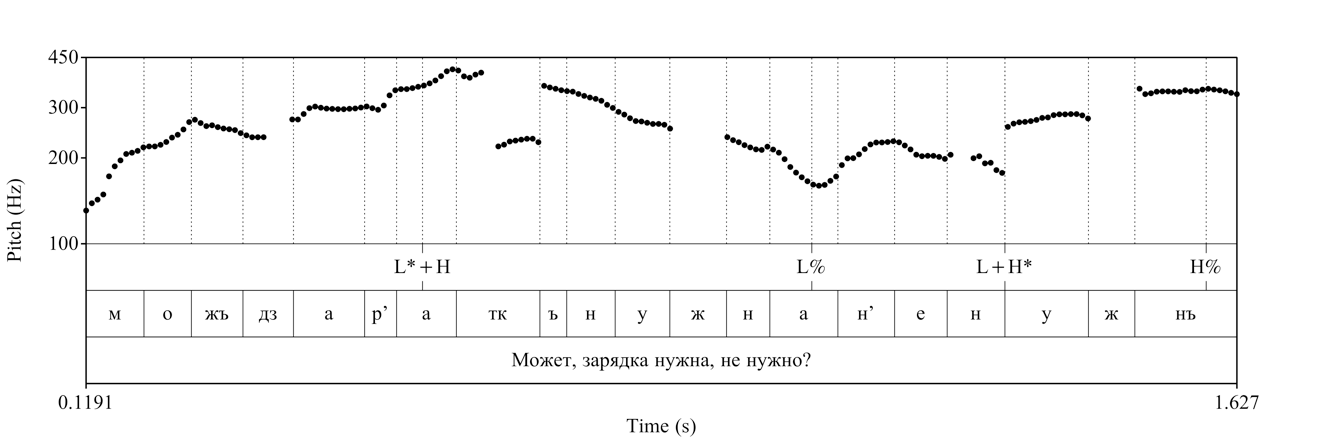 450
300
200
100
Pitch (Hz)
L*+H L% L+H* H%
м о жъ дз а р’ а тк ъ н у ж н а н’ е н у ж нъ
Может, зарядка нужна, не нужно?
0.1191 1.627
Time (s)